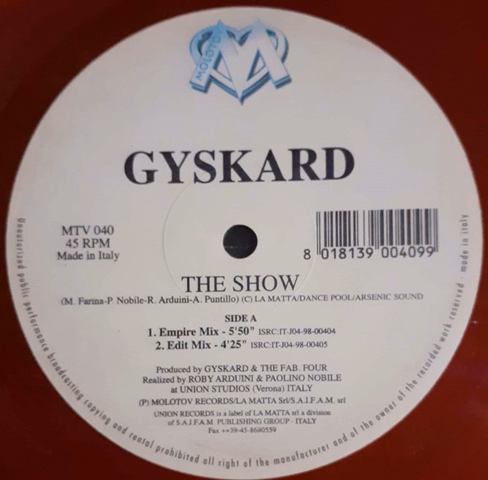 MOLOTOV
M
GYSKARD
MTV 040
45 RPM
Made in Italy
8 018139 004099
THE SHOW
(M. Farina-P. Nobile-R. Arduini-A. Puntillo) (C) LA MATTA/DANCE POOL/ARSENIC SOUND
SIDE A
1. Empire Mix - 5'50" ISRC:IT-J04-98-00404
2. Edit Mix - 4'25" ISRC:IT-J04-98-00405
Produced by GYSKARD & THE FAB. FOUR
Realized by ROBY ARDUINI & PAOLINO NOBILE
at UNION STUDIOS (Verona) ITALY
(P) MOLOTOV RECORDS/LA MATTA Srl/S.A.I.F.A.M. srl
UNION RECORDS is a label of LA MATTA srl a division
of S.A.I.F.A.M. PUBLISHING GROUP - ITALY
Fax ++39-45-8680559
Unautorized public performance broadcasting copying and rental prohibited all right of the manufacturer and of the owner of the recorded work reserved - made in italy